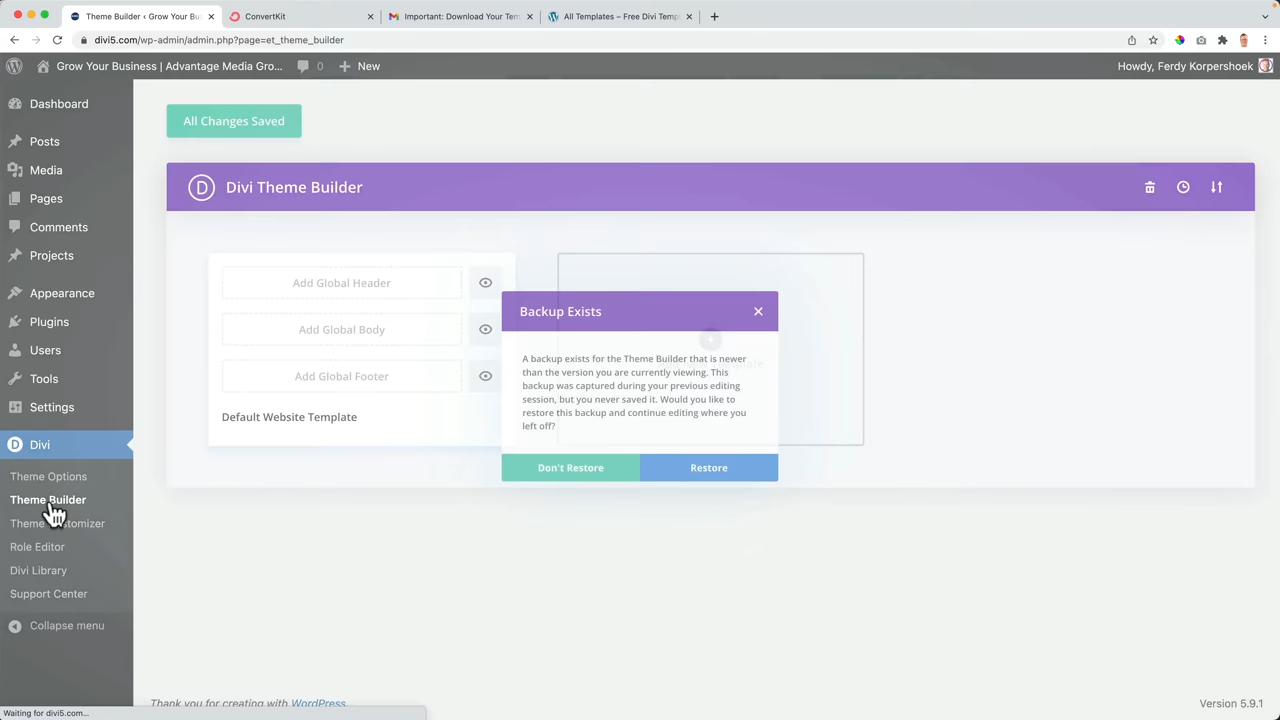 Theme Builder ‹ Grow Your Bu
ConvertKit
Important: Download Your Tem
All Templates – Free Divi Temp
divi5.com/wp-admin/admin.php?page=et_theme_builder
Grow Your Business | Advantage Media Gro...
0
New
Howdy, Ferdy Korpershoek
Dashboard
Posts
Media
Pages
Comments
Projects
Appearance
Plugins
Users
Tools
Settings
Divi
Theme Options
Theme Builder
Theme Customizer
Role Editor
Divi Library
Support Center
Collapse menu
All Changes Saved
D
Divi Theme Builder
Add Global Header
Add Global Body
Add Global Footer
Default Website Template
Backup Exists
A backup exists for the Theme Builder that is newer
than the version you are currently viewing. This
backup was captured during your previous editing
session, but you never saved it. Would you like to
restore this backup and continue editing where you
left off?
Don't Restore
Restore
Thank you for creating with WordPress.
Version 5.9.1
Waiting for divi5.com...